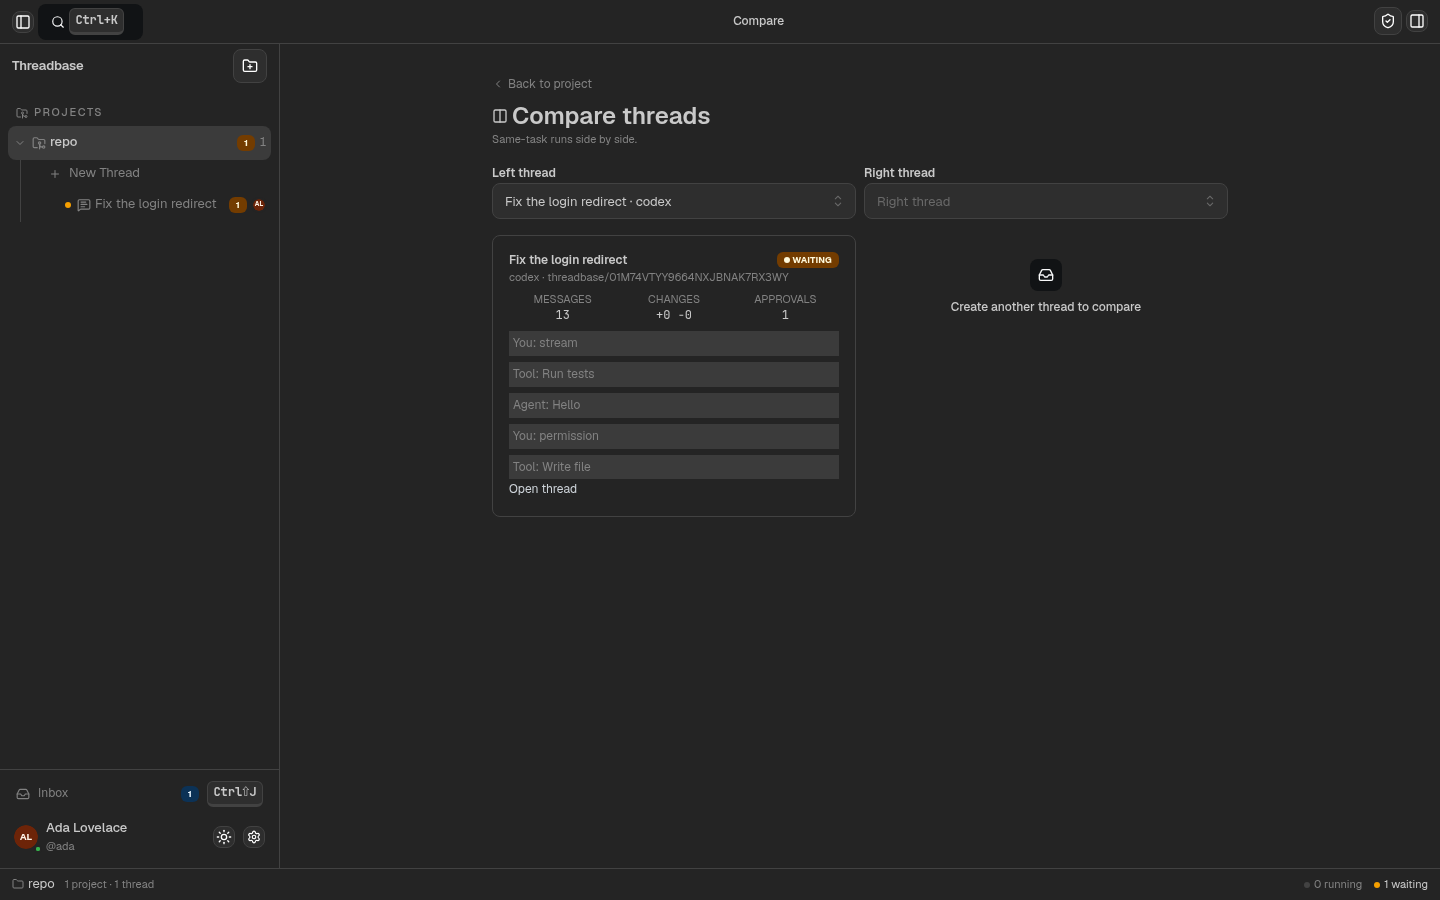 Ctrl+K
Compare
Threadbase
PROJECTS
repo 1 1
New Thread
Fix the login redirect 1 AL
Inbox 1 Ctrl⇧J
AL Ada Lovelace
@ada
Back to project
Compare threads
Same-task runs side by side.
Left thread
Fix the login redirect · codex
Right thread
Right thread
Fix the login redirect WAITING
codex · threadbase/01M74VTYY9664NXJBNAK7RX3WY
MESSAGES CHANGES APPROVALS
13 +0 -0 1
You: stream
Tool: Run tests
Agent: Hello
You: permission
Tool: Write file
Open thread
Create another thread to compare
repo 1 project · 1 thread
0 running 1 waiting